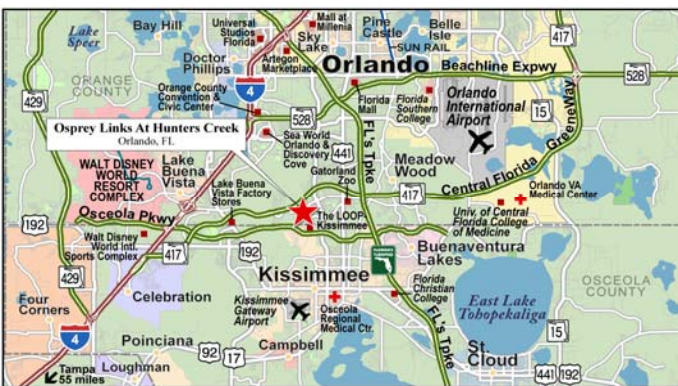 Bay Hill
Lake
Speer
Universal
Studios
Florida
Mall at
Millenia
Sky
Lake
Pine
Castle
Belle
Isle
SUN RAIL
417
Doctor
Phillips
Artegon
Marketplace
Orlando
Beachline Expwy
528
ORANGE
COUNTY
4
Orange County
Convention &
Civic Center
429
528
Florida
Mall
Florida
Southern
College
Orlando
International
Airport
15
Osprey Links At Hunters Creek
Orlando, FL
Sea World
Orlando &
Discovery
Cove
441
FL's Tpke
Central Florida GreeneWay
WALT DISNEY
WORLD
RESORT
COMPLEX
Lake
Buena
Vista
Gatorland
Zoo
Meadow
Wood
417
Orlando VA
Medical Center
Lake Buena
Vista Factory
Stores
192
Osceola Pkwy
The LOOP
Kissimmee
Univ. of Central
Florida College
of Medicine
Walt Disney
World Intl.
Sports Complex
417
192
Buenaventura
Lakes
429
Kissimmee
Florida
Christian
College
OSCEOLA
COUNTY
Four
Corners
Celebration
Kissimmee
Gateway
Airport
Osceola
Regional
Medical Ctr.
East Lake
Tohopekaliga
4
Poinciana
92
17
Campbell
FL's Tpke
St.
Cloud
15
Tampa
55 miles
Loughman
441
192